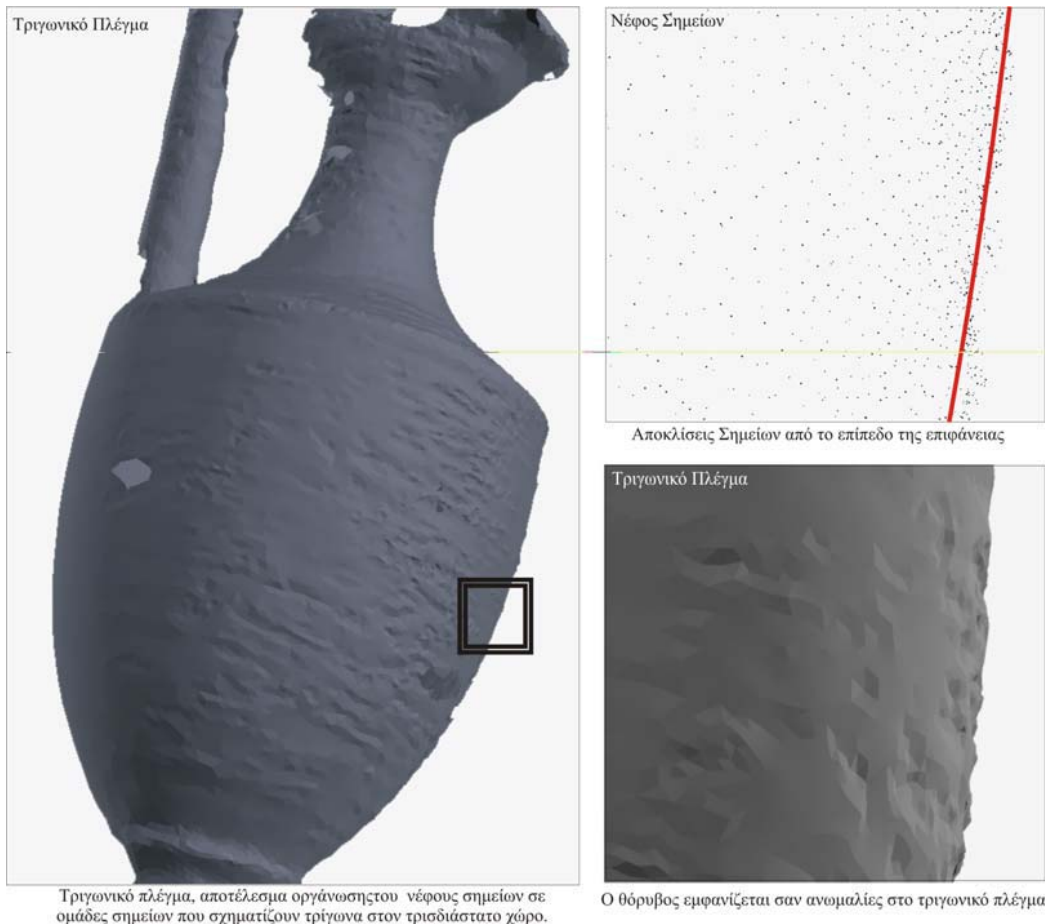 Τριγωνικό Πλέγμα
Τριγωνικό πλέγμα, αποτέλεσμα οργάνωσηςτου νέφους σημείων σε
ομάδες σημείων που σχηματίζουν τρίγωνα στον τρισδιάστατο χώρο.
Νέφος Σημείων
Αποκλίσεις Σημείων από το επίπεδο της επιφάνειας
Τριγωνικό Πλέγμα
Ο θόρυβος εμφανίζεται σαν ανωμαλίες στο τριγωνικό πλέγμα